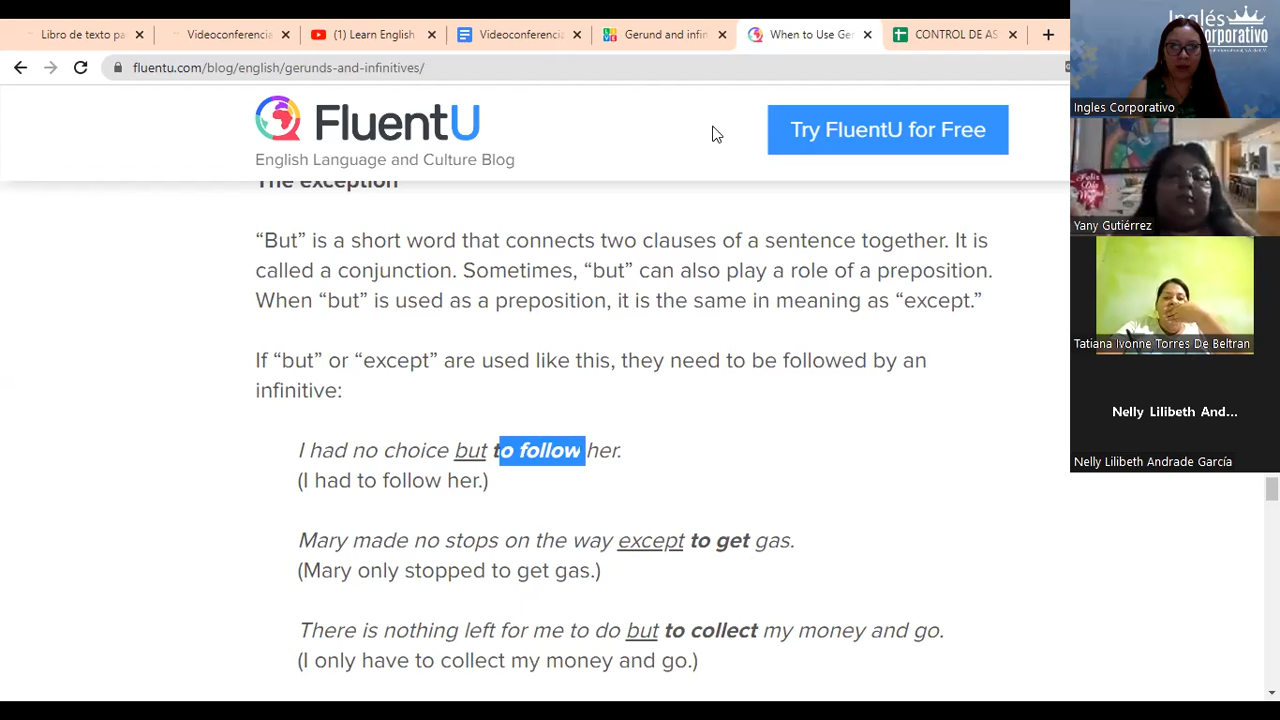 Libro de texto pa
Videoconferencia
(1) Learn English
Videoconferencia
Gerund and infin
When to Use Ger
CONTROL DE AS
fluentu.com/blog/english/gerunds-and-infinitives/
FluentU
English Language and Culture Blog
Try FluentU for Free
The exception
“But” is a short word that connects two clauses of a sentence together. It is
called a conjunction. Sometimes, “but” can also play a role of a preposition.
When “but” is used as a preposition, it is the same in meaning as “except.”
If “but” or “except” are used like this, they need to be followed by an
infinitive:
I had no choice but to follow her.
(I had to follow her.)
Mary made no stops on the way except to get gas.
(Mary only stopped to get gas.)
There is nothing left for me to do but to collect my money and go.
(I only have to collect my money and go.)
Inglés
Corporativo
Ingles Corporativo
Feliz
Día
Yany Gutiérrez
Tatiana Ivonne Torres De Beltran
Nelly Lilibeth And...
Nelly Lilibeth Andrade García